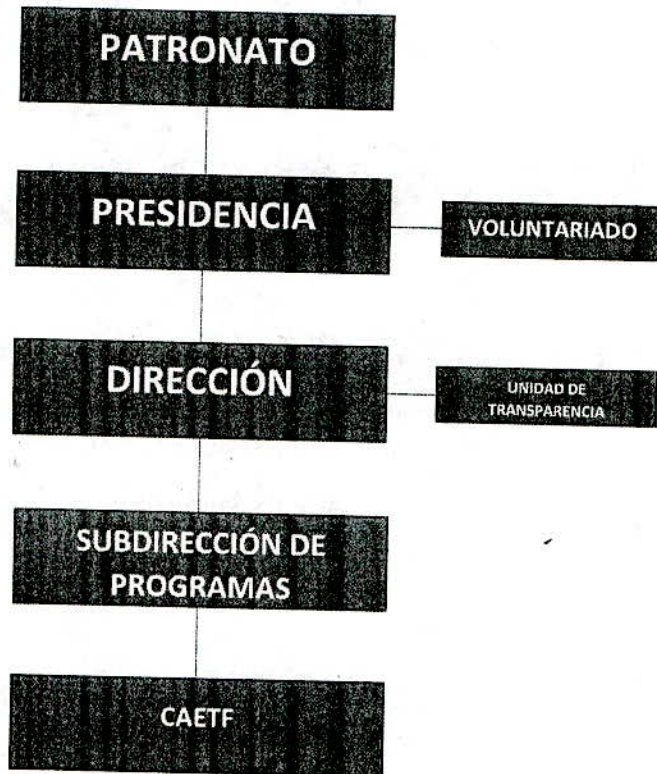 PATRONATO
PRESIDENCIA
VOLUNTARIADO
DIRECCIÓN
UNIDAD DE
TRANSPARENCIA
SUBDIRECCIÓN DE
PROGRAMAS
CAETF